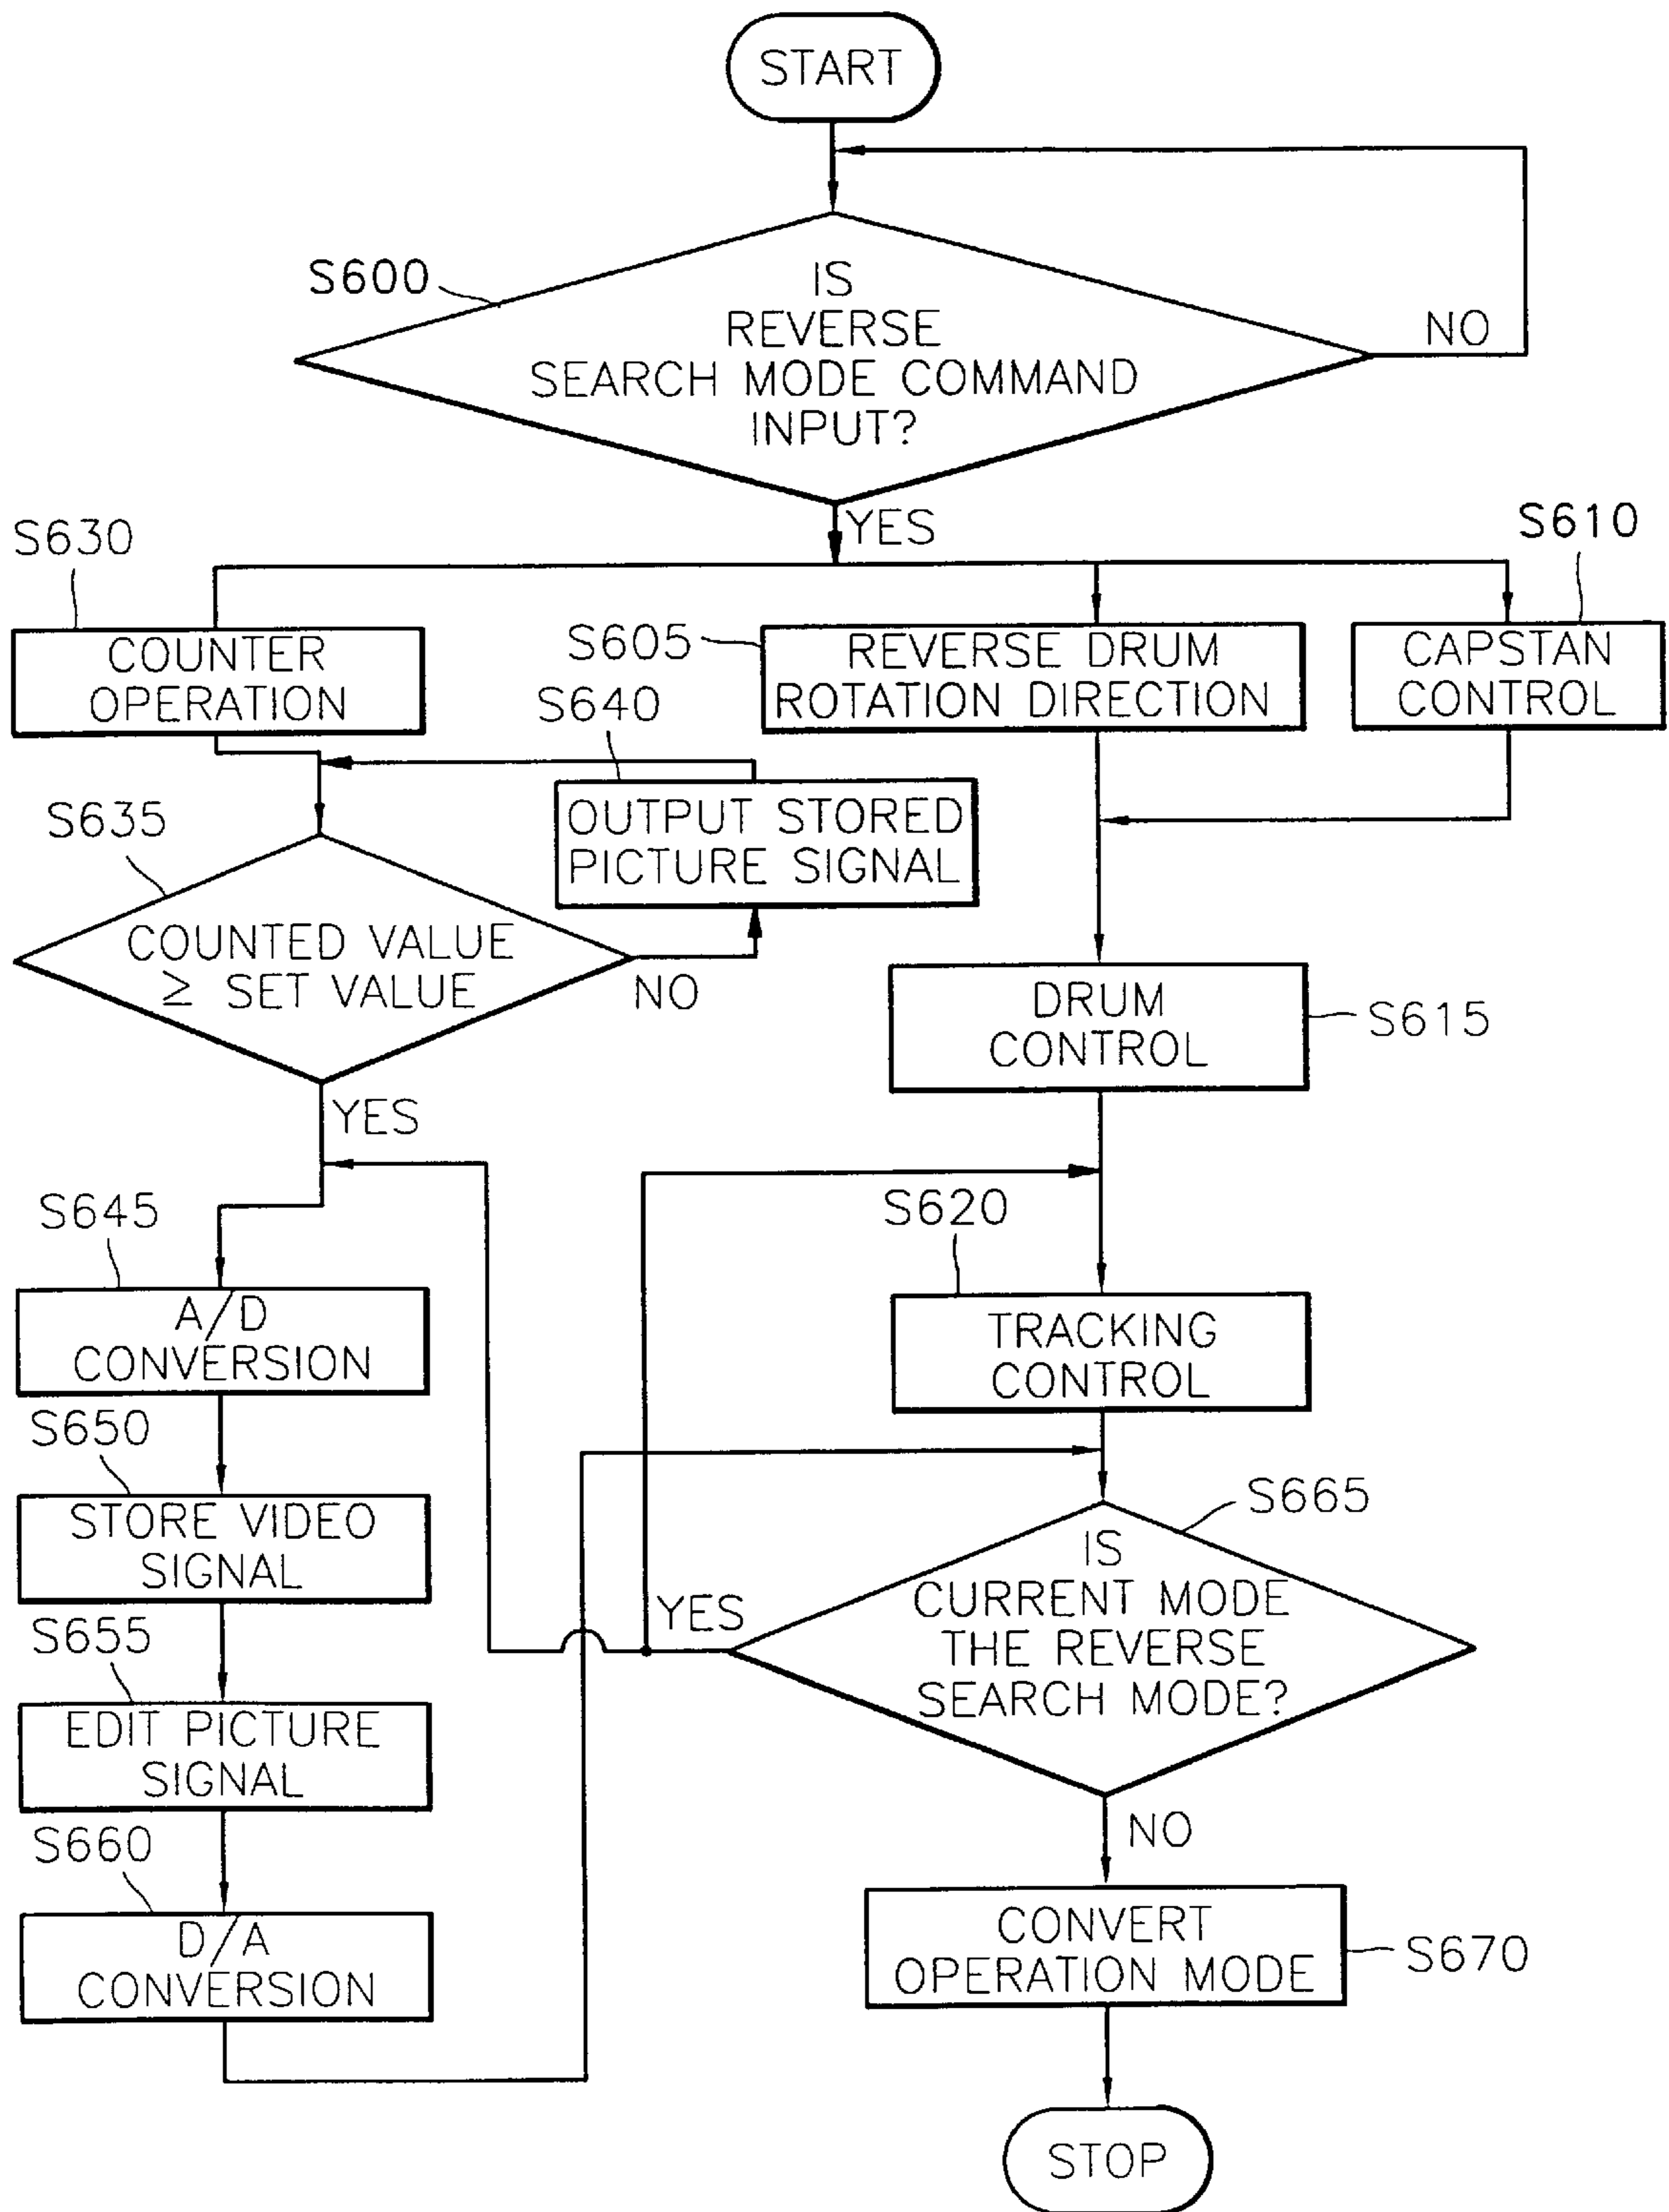 START
S600
IS
REVERSE
SEARCH MODE COMMAND
INPUT?
NO
YES
S630
COUNTER
OPERATION
S605
REVERSE DRUM
ROTATION DIRECTION
S610
CAPSTAN
CONTROL
S640
OUTPUT STORED
PICTURE SIGNAL
S635
COUNTED VALUE
≥ SET VALUE
NO
YES
DRUM
CONTROL
S615
S620
TRACKING
CONTROL
S645
A/D
CONVERSION
S650
STORE VIDEO
SIGNAL
S655
EDIT PICTURE
SIGNAL
S660
D/A
CONVERSION
S665
IS
CURRENT MODE
THE REVERSE
SEARCH MODE?
YES
NO
CONVERT
OPERATION MODE
S670
STOP